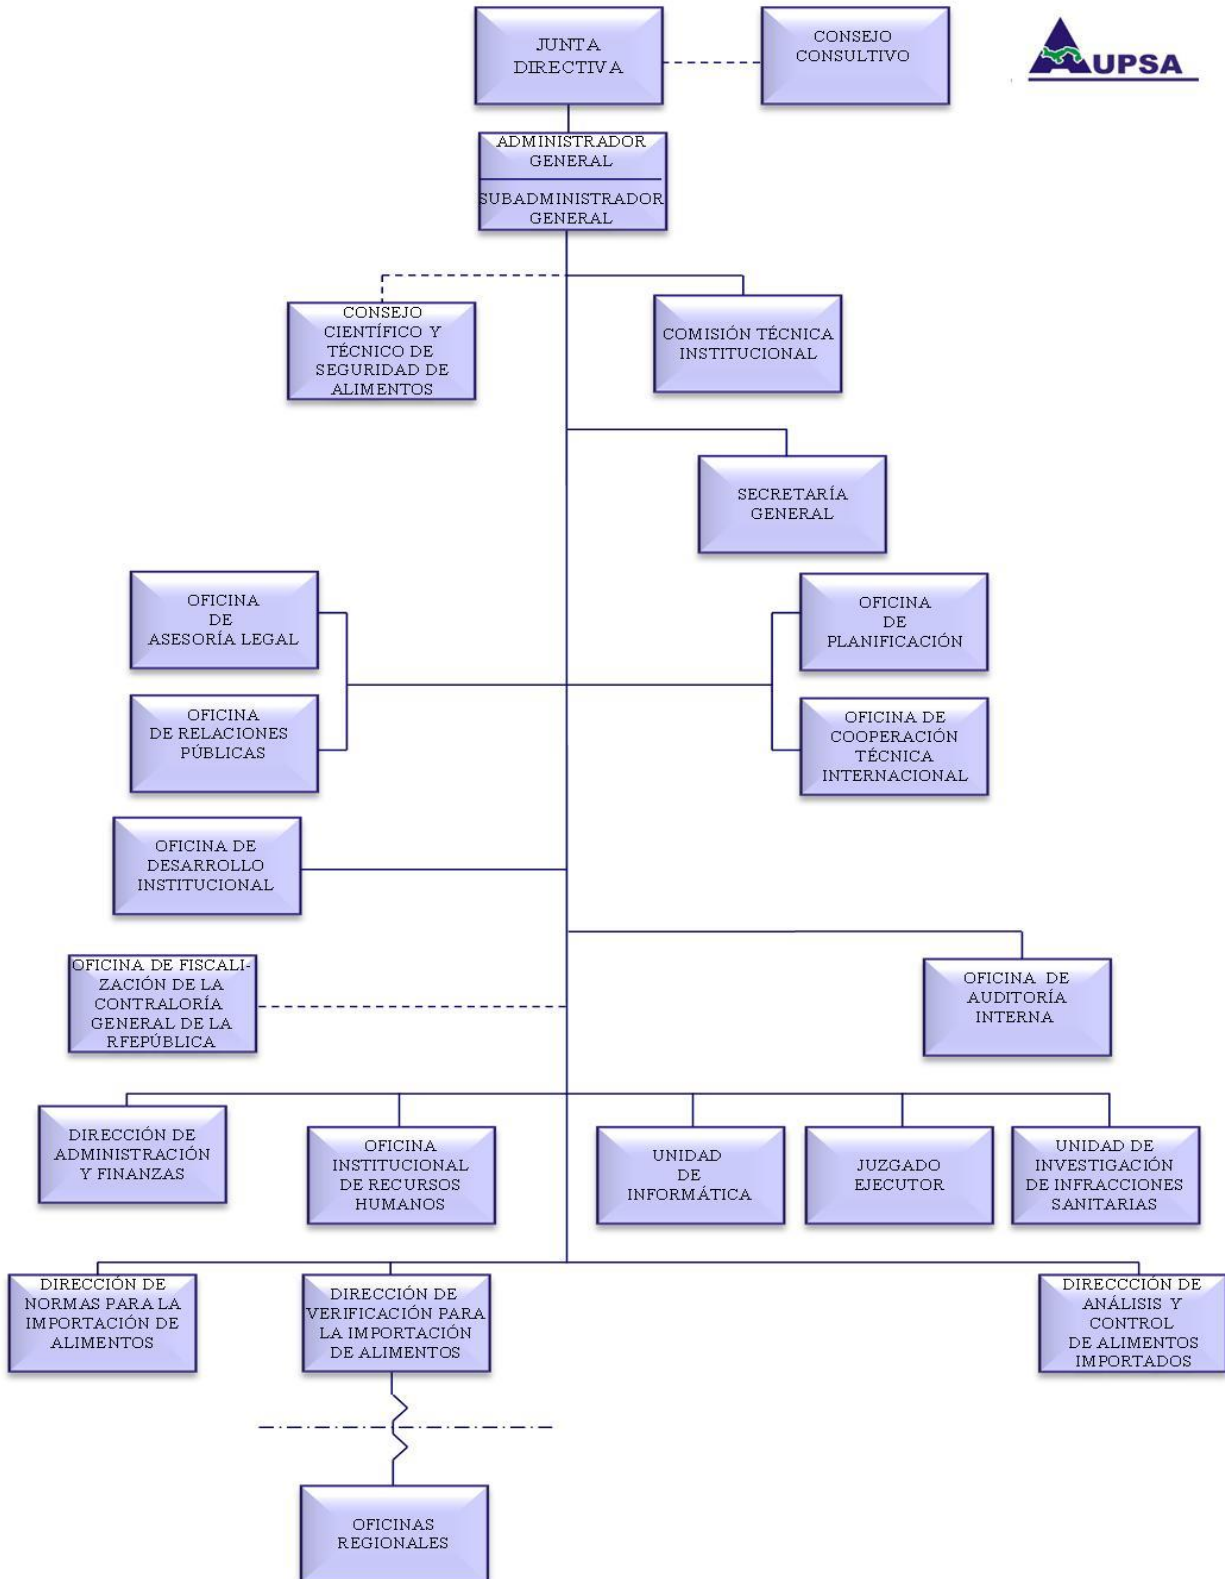 JUNTA
DIRECTIVA
CONSEJO
CONSULTIVO
AUPSA
ADMINISTRADOR
GENERAL
SUBADMINISTRADOR
GENERAL
CONSEJO
CIENTÍFICO Y
TÉCNICO DE
SEGURIDAD DE
ALIMENTOS
COMISIÓN TÉCNICA
INSTITUCIONAL
SECRETARÍA
GENERAL
OFICINA
DE
ASESORÍA LEGAL
OFICINA
DE
PLANIFICACIÓN
OFICINA
DE RELACIONES
PÚBLICAS
OFICINA DE
COOPERACIÓN
TÉCNICA
INTERNACIONAL
OFICINA DE
DESARROLLO
INSTITUCIONAL
OFICINA DE FISCALI-
ZACIÓN DE LA
CONTRALORÍA
GENERAL DE LA
RFEPÚBLICA
OFICINA DE
AUDITORÍA
INTERNA
DIRECCIÓN DE
ADMINISTRACIÓN
Y FINANZAS
OFICINA
INSTITUCIONAL
DE RECURSOS
HUMANOS
UNIDAD
DE
INFORMÁTICA
JUZGADO
EJECUTOR
UNIDAD DE
INVESTIGACIÓN
DE INFRACCIONES
SANITARIAS
DIRECCIÓN DE
NORMAS PARA LA
IMPORTACIÓN DE
ALIMENTOS
DIRECCIÓN DE
VERIFICACIÓN PARA
LA IMPORTACIÓN
DE ALIMENTOS
DIRECCCIÓN DE
ANÁLISIS Y
CONTROL
DE ALIMENTOS
IMPORTADOS
OFICINAS
REGIONALES